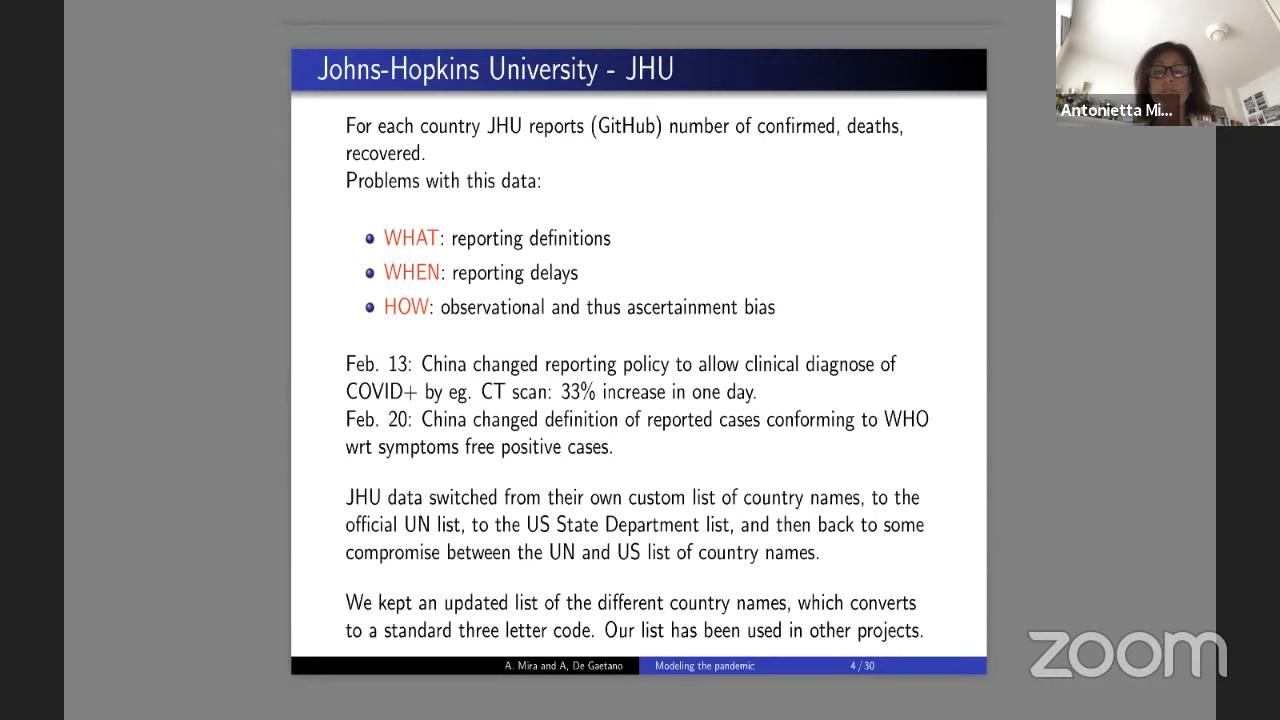 Johns-Hopkins University - JHU
Antonietta Mi...
For each country JHU reports (GitHub) number of confirmed, deaths,
recovered.
Problems with this data:
WHAT: reporting definitions
WHEN: reporting delays
HOW: observational and thus ascertainment bias
Feb. 13: China changed reporting policy to allow clinical diagnose of
COVID+ by eg. CT scan: 33% increase in one day.
Feb. 20: China changed definition of reported cases conforming to WHO
wrt symptoms free positive cases.
JHU data switched from their own custom list of country names, to the
official UN list, to the US State Department list, and then back to some
compromise between the UN and US list of country names.
We kept an updated list of the different country names, which converts
to a standard three letter code. Our list has been used in other projects.
A. Mira and A, De Gaetano Modeling the pandemic 4 / 30
zoom